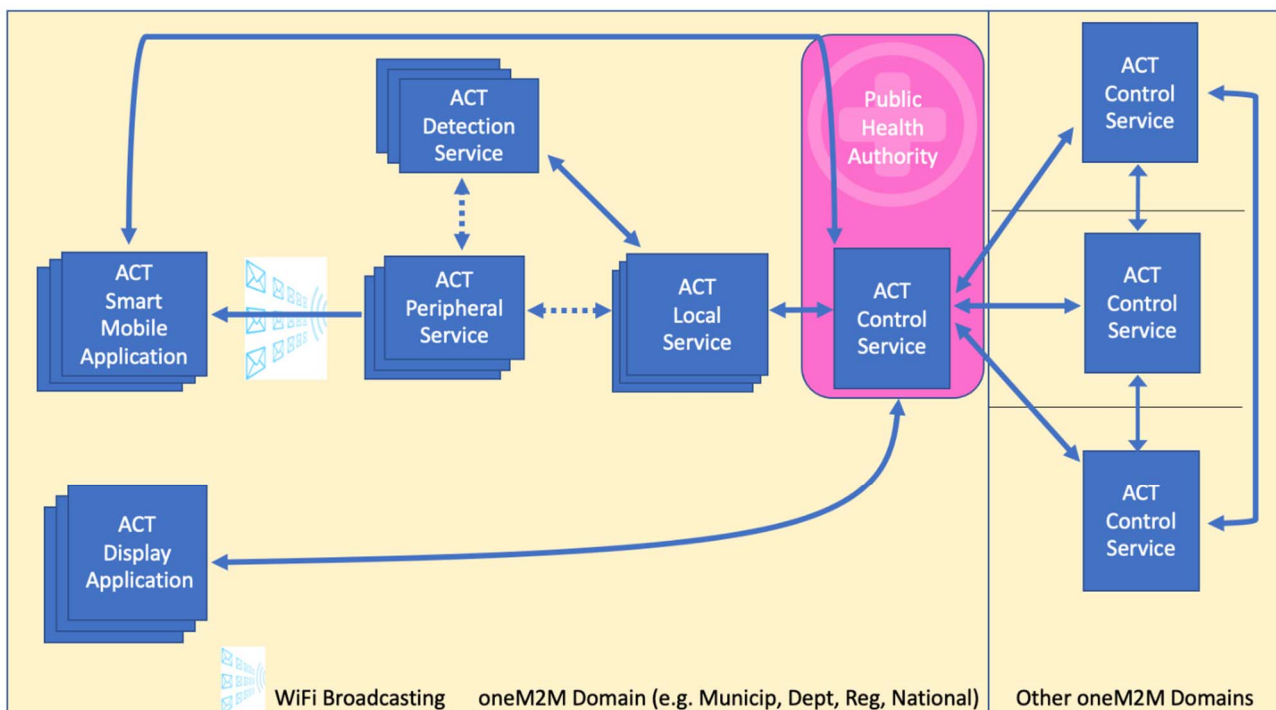 ACT
Detection
Service
Public
Health
Authority
ACT
Control
Service
ACT
Smart
Mobile
Application
ACT
Peripheral
Service
ACT
Local
Service
ACT
Control
Service
ACT
Control
Service
ACT
Display
Application
ACT
Control
Service
WiFi Broadcasting
oneM2M Domain (e.g. Municip, Dept, Reg, National)
Other oneM2M Domains